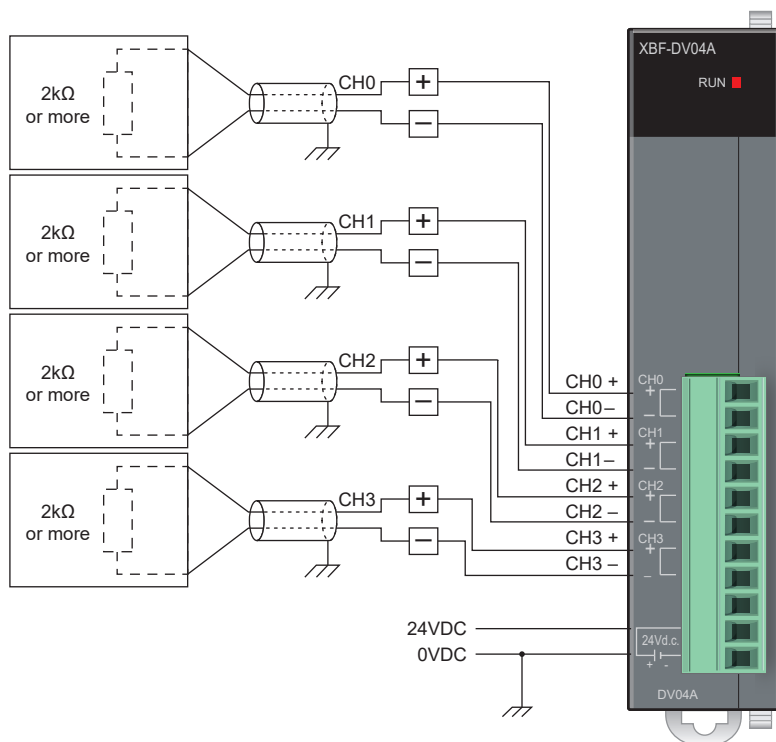 XBF-DV04A
RUN
2kΩ
or more
CH0
+
−
2kΩ
or more
CH1
+
−
2kΩ
or more
CH2
+
−
2kΩ
or more
CH3
+
−
CH0 +
CH0−
CH1 +
CH1−
CH2 +
CH2 −
CH3 +
CH3 −
CH0
+
−
CH1
+
−
CH2
+
−
CH3
+
−
24VDC
0VDC
24Vd.c.
+ -
DV04A